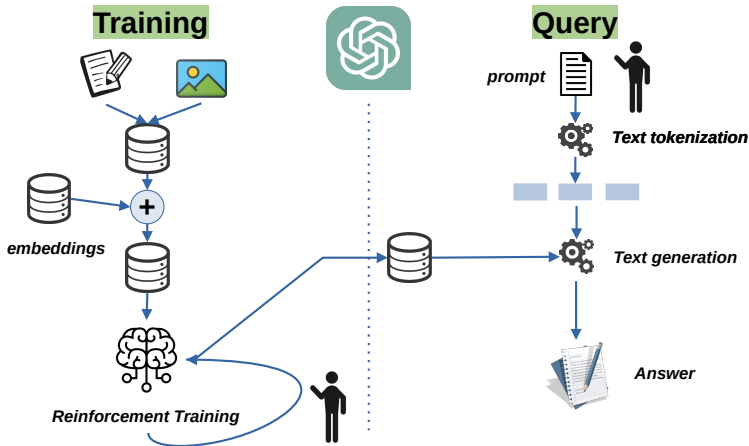 Training
Query
prompt
Text tokenization
+
embeddings
Text generation
Answer
Reinforcement Training